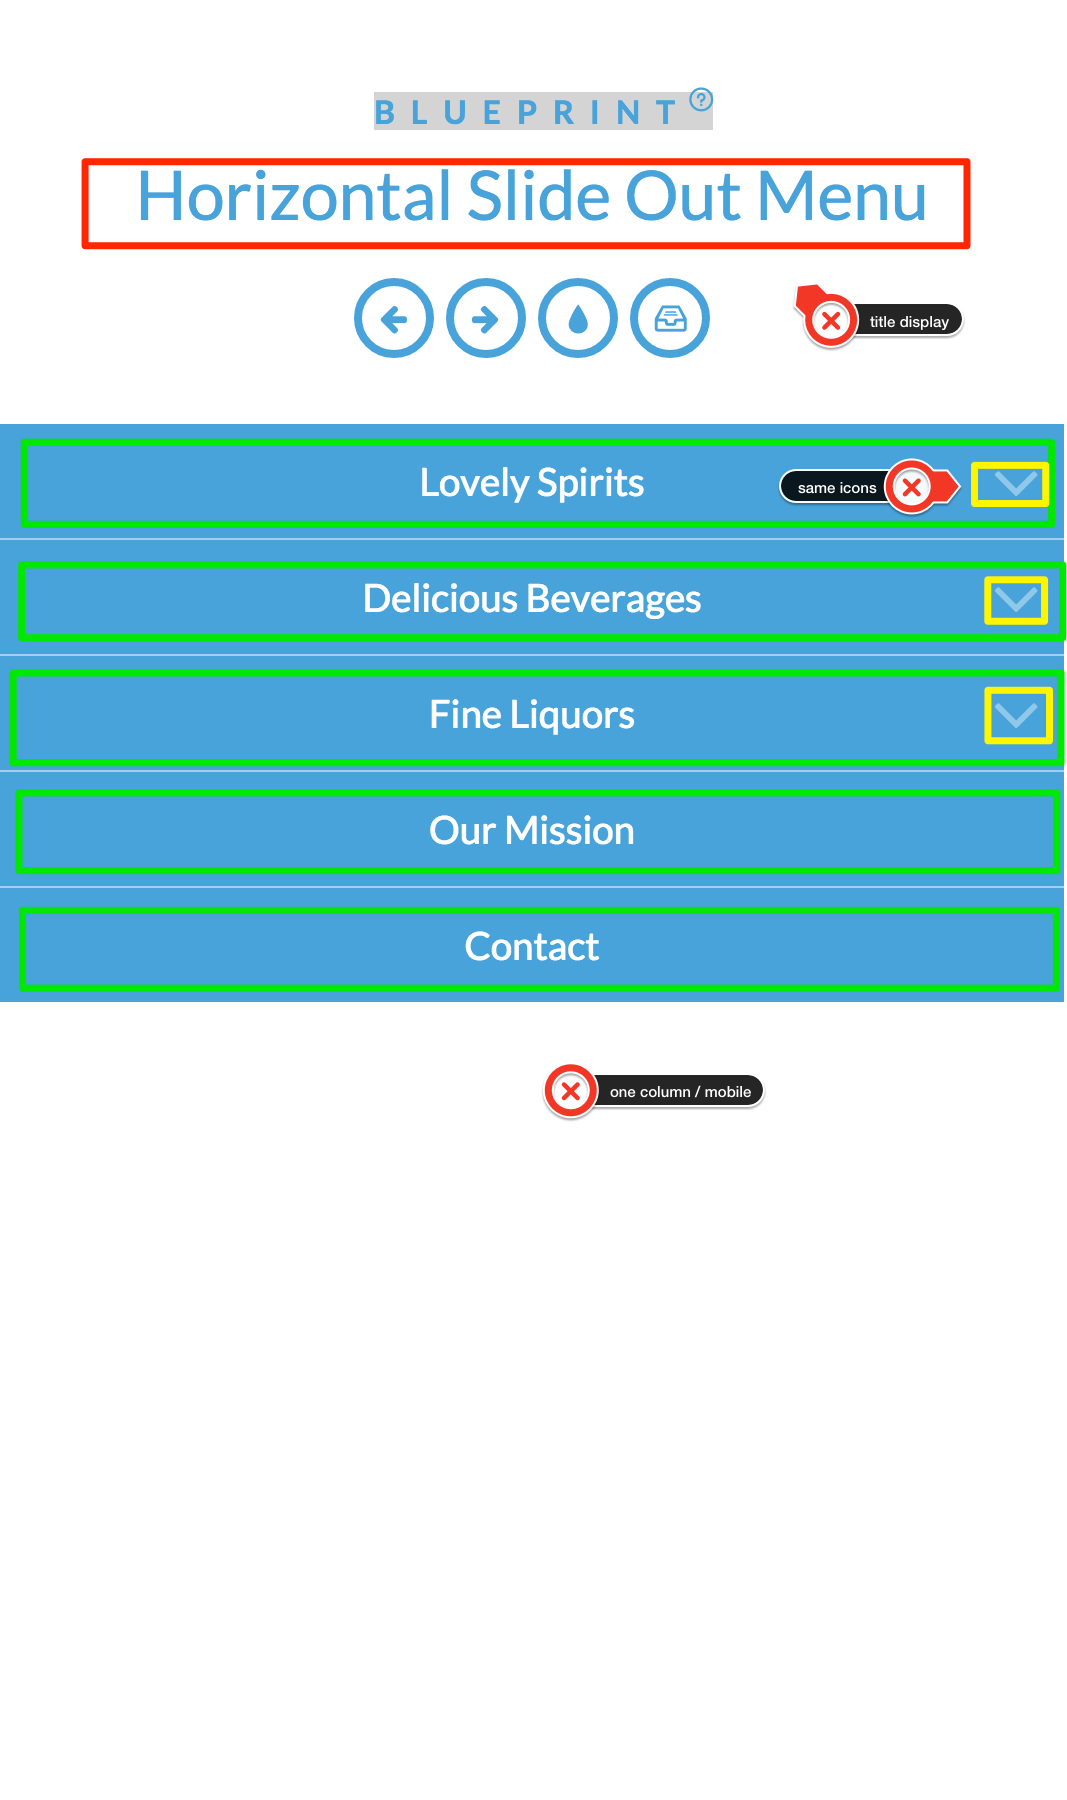 BLUEPRINT ?
Horizontal Slide Out Menu
title display
Lovely Spirits
same icons
Delicious Beverages
Fine Liquors
Our Mission
Contact
one column / mobile